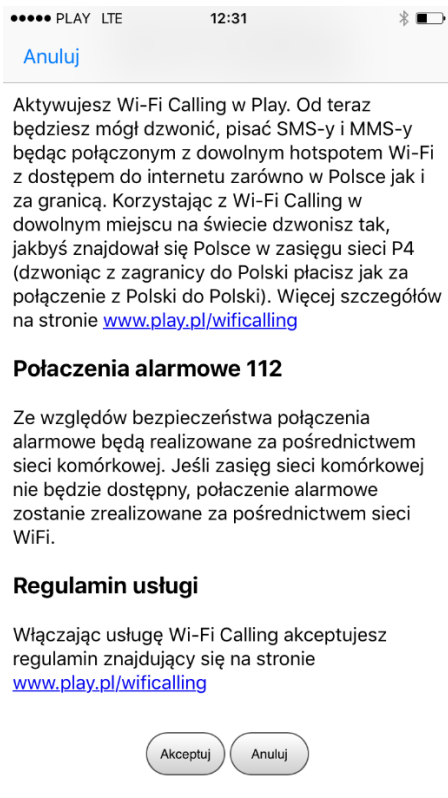 PLAY LTE 12:31
Anuluj
Aktywujesz Wi-Fi Calling w Play. Od teraz
będziesz mógł dzwonić, pisać SMS-y i MMS-y
będąc połączonym z dowolnym hotspotem Wi-Fi
z dostępem do internetu zarówno w Polsce jak i
za granicą. Korzystając z Wi-Fi Calling w
dowolnym miejscu na świecie dzwonisz tak,
jakbyś znajdował się Polsce w zasięgu sieci P4
(dzwoniąc z zagranicy do Polski płacisz jak za
połączenie z Polski do Polski). Więcej szczegółów
na stronie www.play.pl/wificalling
Połaczenia alarmowe 112
Ze względów bezpieczeństwa połączenia
alarmowe będą realizowane za pośrednictwem
sieci komórkowej. Jeśli zasięg sieci komórkowej
nie będzie dostępny, połaczenie alarmowe
zostanie zrealizowane za pośrednictwem sieci
WiFi.
Regulamin usługi
Włączając usługę Wi-Fi Calling akceptujesz
regulamin znajdujący się na stronie
www.play.pl/wificalling
Akceptuj Anuluj